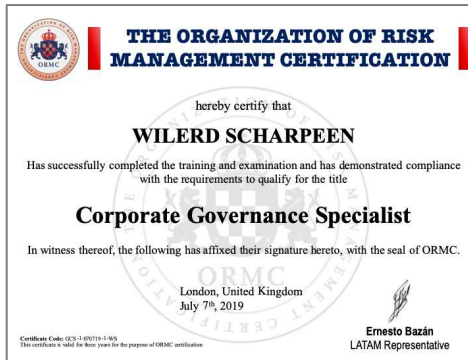 THE ORGANIZATION OF RISK
MANAGEMENT CERTIFICATION
ORMC
hereby certify that
WILERD SCHARPEEN
Has successfully completed the training and examination and has demonstrated compliance
with the requirements to qualify for the title
Corporate Governance Specialist
In witness thereof, the following has affixed their signature hereto, with the seal of ORMC.
ORMC
London, United Kingdom
July 7th, 2019
Ernesto Bazán
LATAM Representative
This certificate is valid for three years for the purpose of ORMC certification